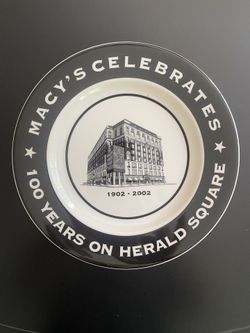 ★ MACY'S CELEBRATES ★
100 YEARS ON HERALD SQUARE
1902 - 2002